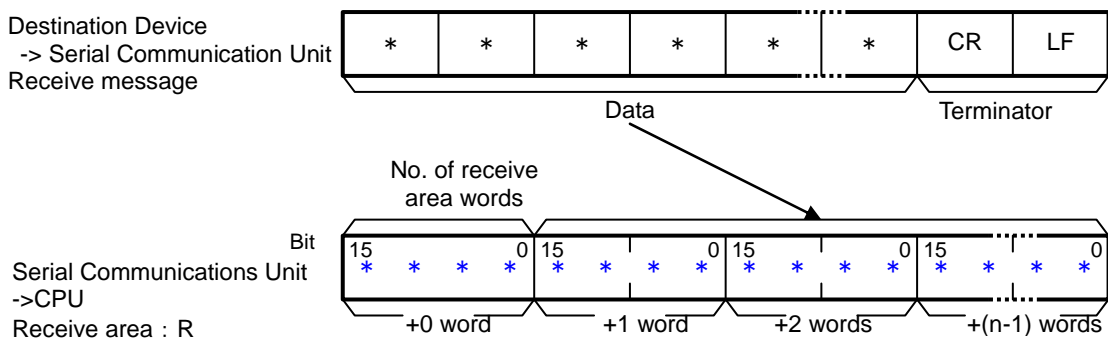 Destination Device
-> Serial Communication Unit
Receive message
* * * * * * CR LF
Data Terminator
No. of receive
area words
Bit 15 0 15 0 15 0 15 0
Serial Communications Unit
->CPU
* * * * * * * * * * * * * * * *
Receive area : R
+0 word +1 word +2 words +(n-1) words